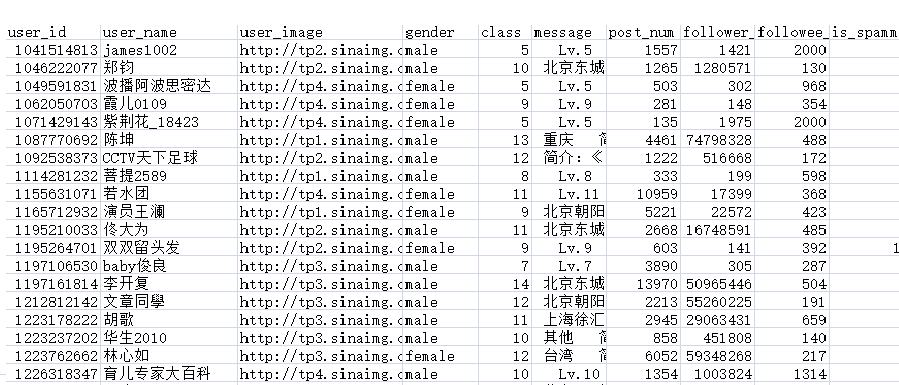 user_id user_name user_image gender class message post_num follower_ followee_ is_spamm
1041514813 james1002 http://tp2.sinaimg.c male 5 Lv.5 1557 1421 2000
1046222077 郑钧 http://tp2.sinaimg.c male 10 北京东城 1265 1280571 130
1049591831 波播阿波思密达 http://tp4.sinaimg.c female 5 Lv.5 503 302 968
1062050703 霞儿0109 http://tp4.sinaimg.c female 9 Lv.9 281 148 354
1071429143 紫荆花_18423 http://tp4.sinaimg.c female 5 Lv.5 135 1975 2000
1087770692 陈坤 http://tp1.sinaimg.c male 13 重庆 简 4461 74798328 488
1092538373 CCTV天下足球 http://tp2.sinaimg.c male 12 简介:《 1222 516668 172
1114281232 菩提2589 http://tp1.sinaimg.c male 8 Lv.8 333 199 598
1155631071 若水团 http://tp4.sinaimg.c female 11 Lv.11 10959 17399 368
1165712932 演员王澜 http://tp1.sinaimg.c female 9 北京朝阳 5221 22572 423
1195210033 佟大为 http://tp2.sinaimg.c male 11 北京东城 2668 16748591 485
1195264701 双双留头发 http://tp2.sinaimg.c female 9 Lv.9 603 141 392 1
1197106530 baby俊良 http://tp3.sinaimg.c male 7 Lv.7 3890 305 287
1197161814 李开复 http://tp3.sinaimg.c male 14 北京东城 13970 50965446 504
1212812142 文章同學 http://tp3.sinaimg.c male 12 北京朝阳 2213 55260225 191
1223178222 胡歌 http://tp3.sinaimg.c male 11 上海徐汇 2945 29063431 659
1223237202 华生2010 http://tp3.sinaimg.c male 10 其他 简 858 451808 140
1223762662 林心如 http://tp3.sinaimg.c female 12 台湾 简 6052 59348268 217
1226318347 育儿专家大百科 http://tp4.sinaimg.c male 10 Lv.10 1354 1003824 1314